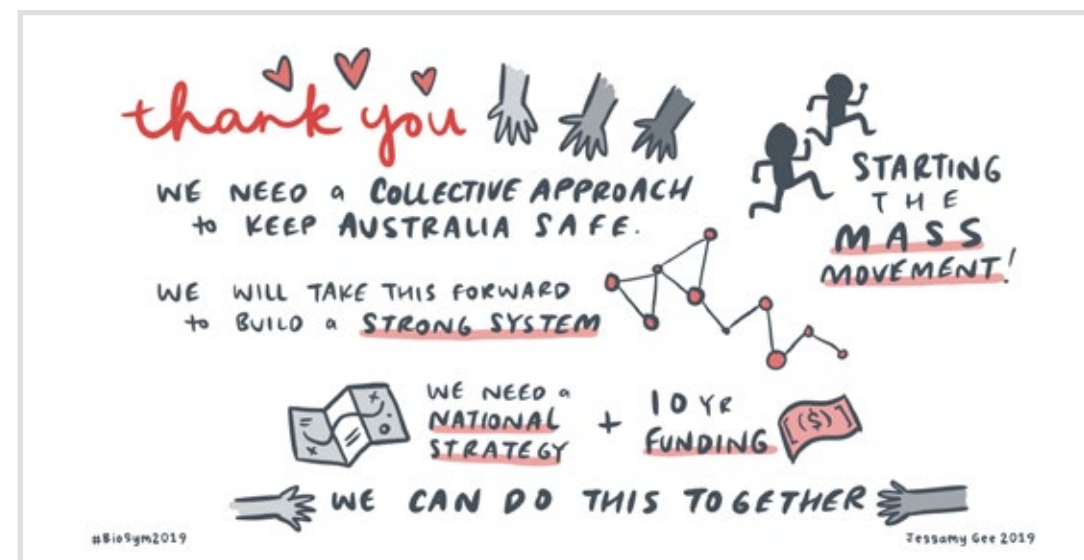 thank you
WE NEED a COLLECTIVE APPROACH
to KEEP AUSTRALIA SAFE.
STARTING
THE
MASS
MOVEMENT!
WE WILL TAKE THIS FORWARD
to BUILD a STRONG SYSTEM
WE NEED a
NATIONAL
STRATEGY
+
10 YR
FUNDING
($)
WE CAN DO THIS TOGETHER
#BioSym2019
Jessamy Gee 2019